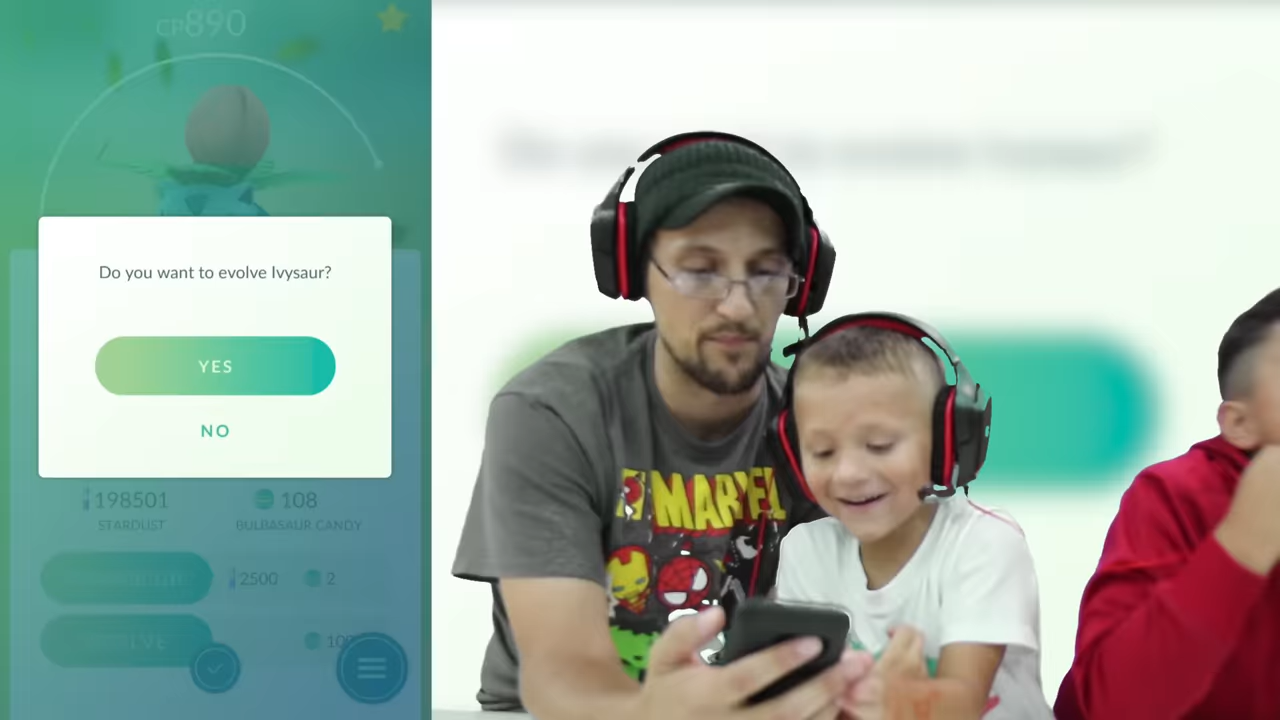 CP890
Do you want to evolve Ivysaur?
YES
NO
198501
108
STARDUST
BULBASAUR CANDY
2500
2
MARVEL